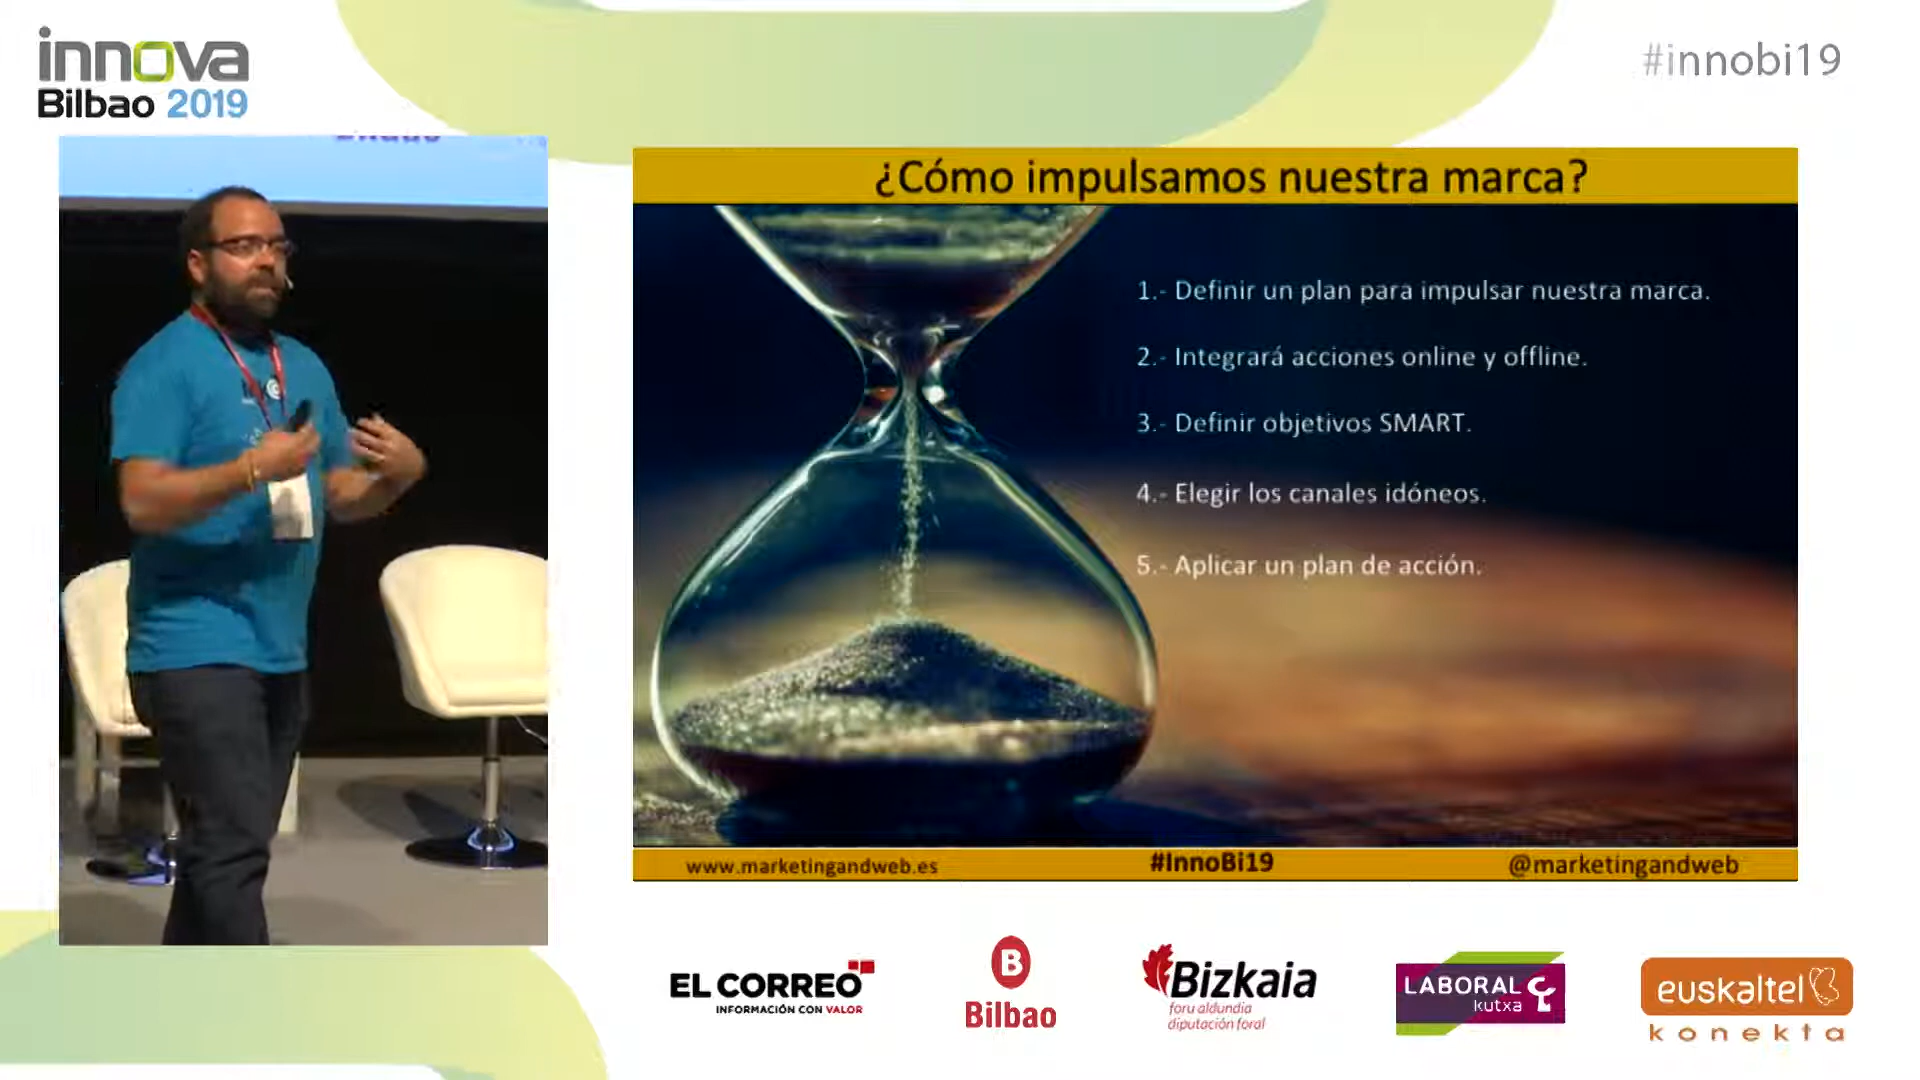 innova
Bilbao 2019
#innobi19
¿Cómo impulsamos nuestra marca?
1.- Definir un plan para impulsar nuestra marca.
2.- Integrará acciones online y offline.
3.- Definir objetivos SMART.
4.- Elegir los canales idóneos.
5.- Aplicar un plan de acción.
www.marketingandweb.es
#InnoBi19
@marketingandweb
EL CORREO
INFORMACIÓN CON VALOR
B
Bilbao
Bizkaia
foru aldundia
diputación foral
LABORAL
kutxa
euskaltel
konekta